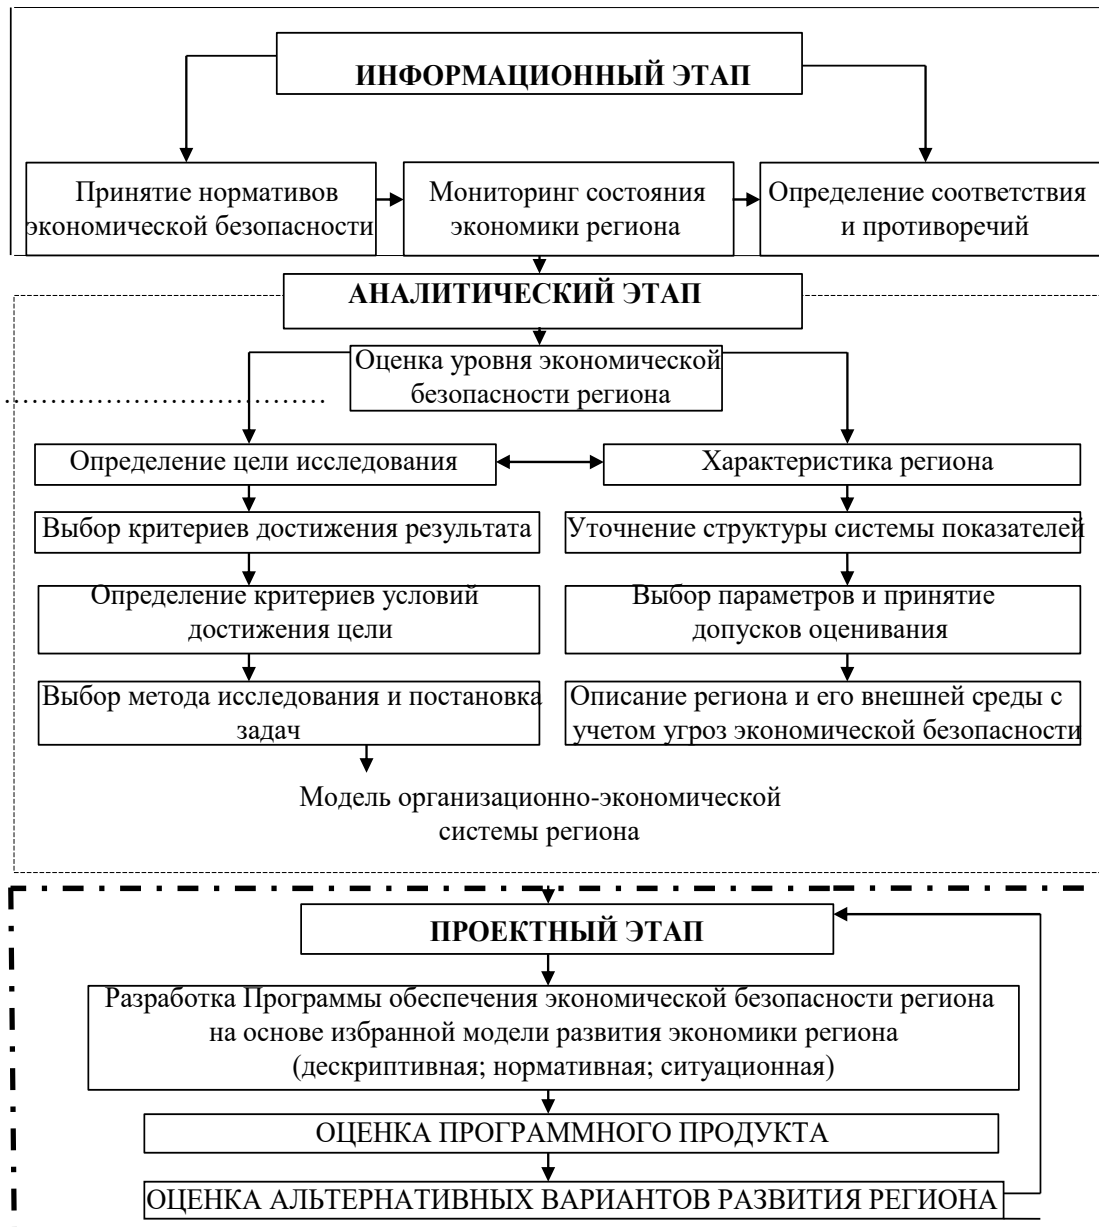 ИНФОРМАЦИОННЫЙ ЭТАП
Принятие нормативов
экономической безопасности
Мониторинг состояния
экономики региона
Определение соответствия
и противоречий
АНАЛИТИЧЕСКИЙ ЭТАП
Оценка уровня экономической
безопасности региона
Определение цели исследования
Выбор критериев достижения результата
Определение критериев условий
достижения цели
Выбор метода исследования и постановка
задач
Характеристика региона
Уточнение структуры системы показателей
Выбор параметров и принятие
допусков оценивания
Описание региона и его внешней среды с
учетом угроз экономической безопасности
Модель организационно-экономической
системы региона
ПРОЕКТНЫЙ ЭТАП
Разработка Программы обеспечения экономической безопасности региона
на основе избранной модели развития экономики региона
(дескриптивная; нормативная; ситуационная)
ОЦЕНКА ПРОГРАММНОГО ПРОДУКТА
ОЦЕНКА АЛЬТЕРНАТИВНЫХ ВАРИАНТОВ РАЗВИТИЯ РЕГИОНА